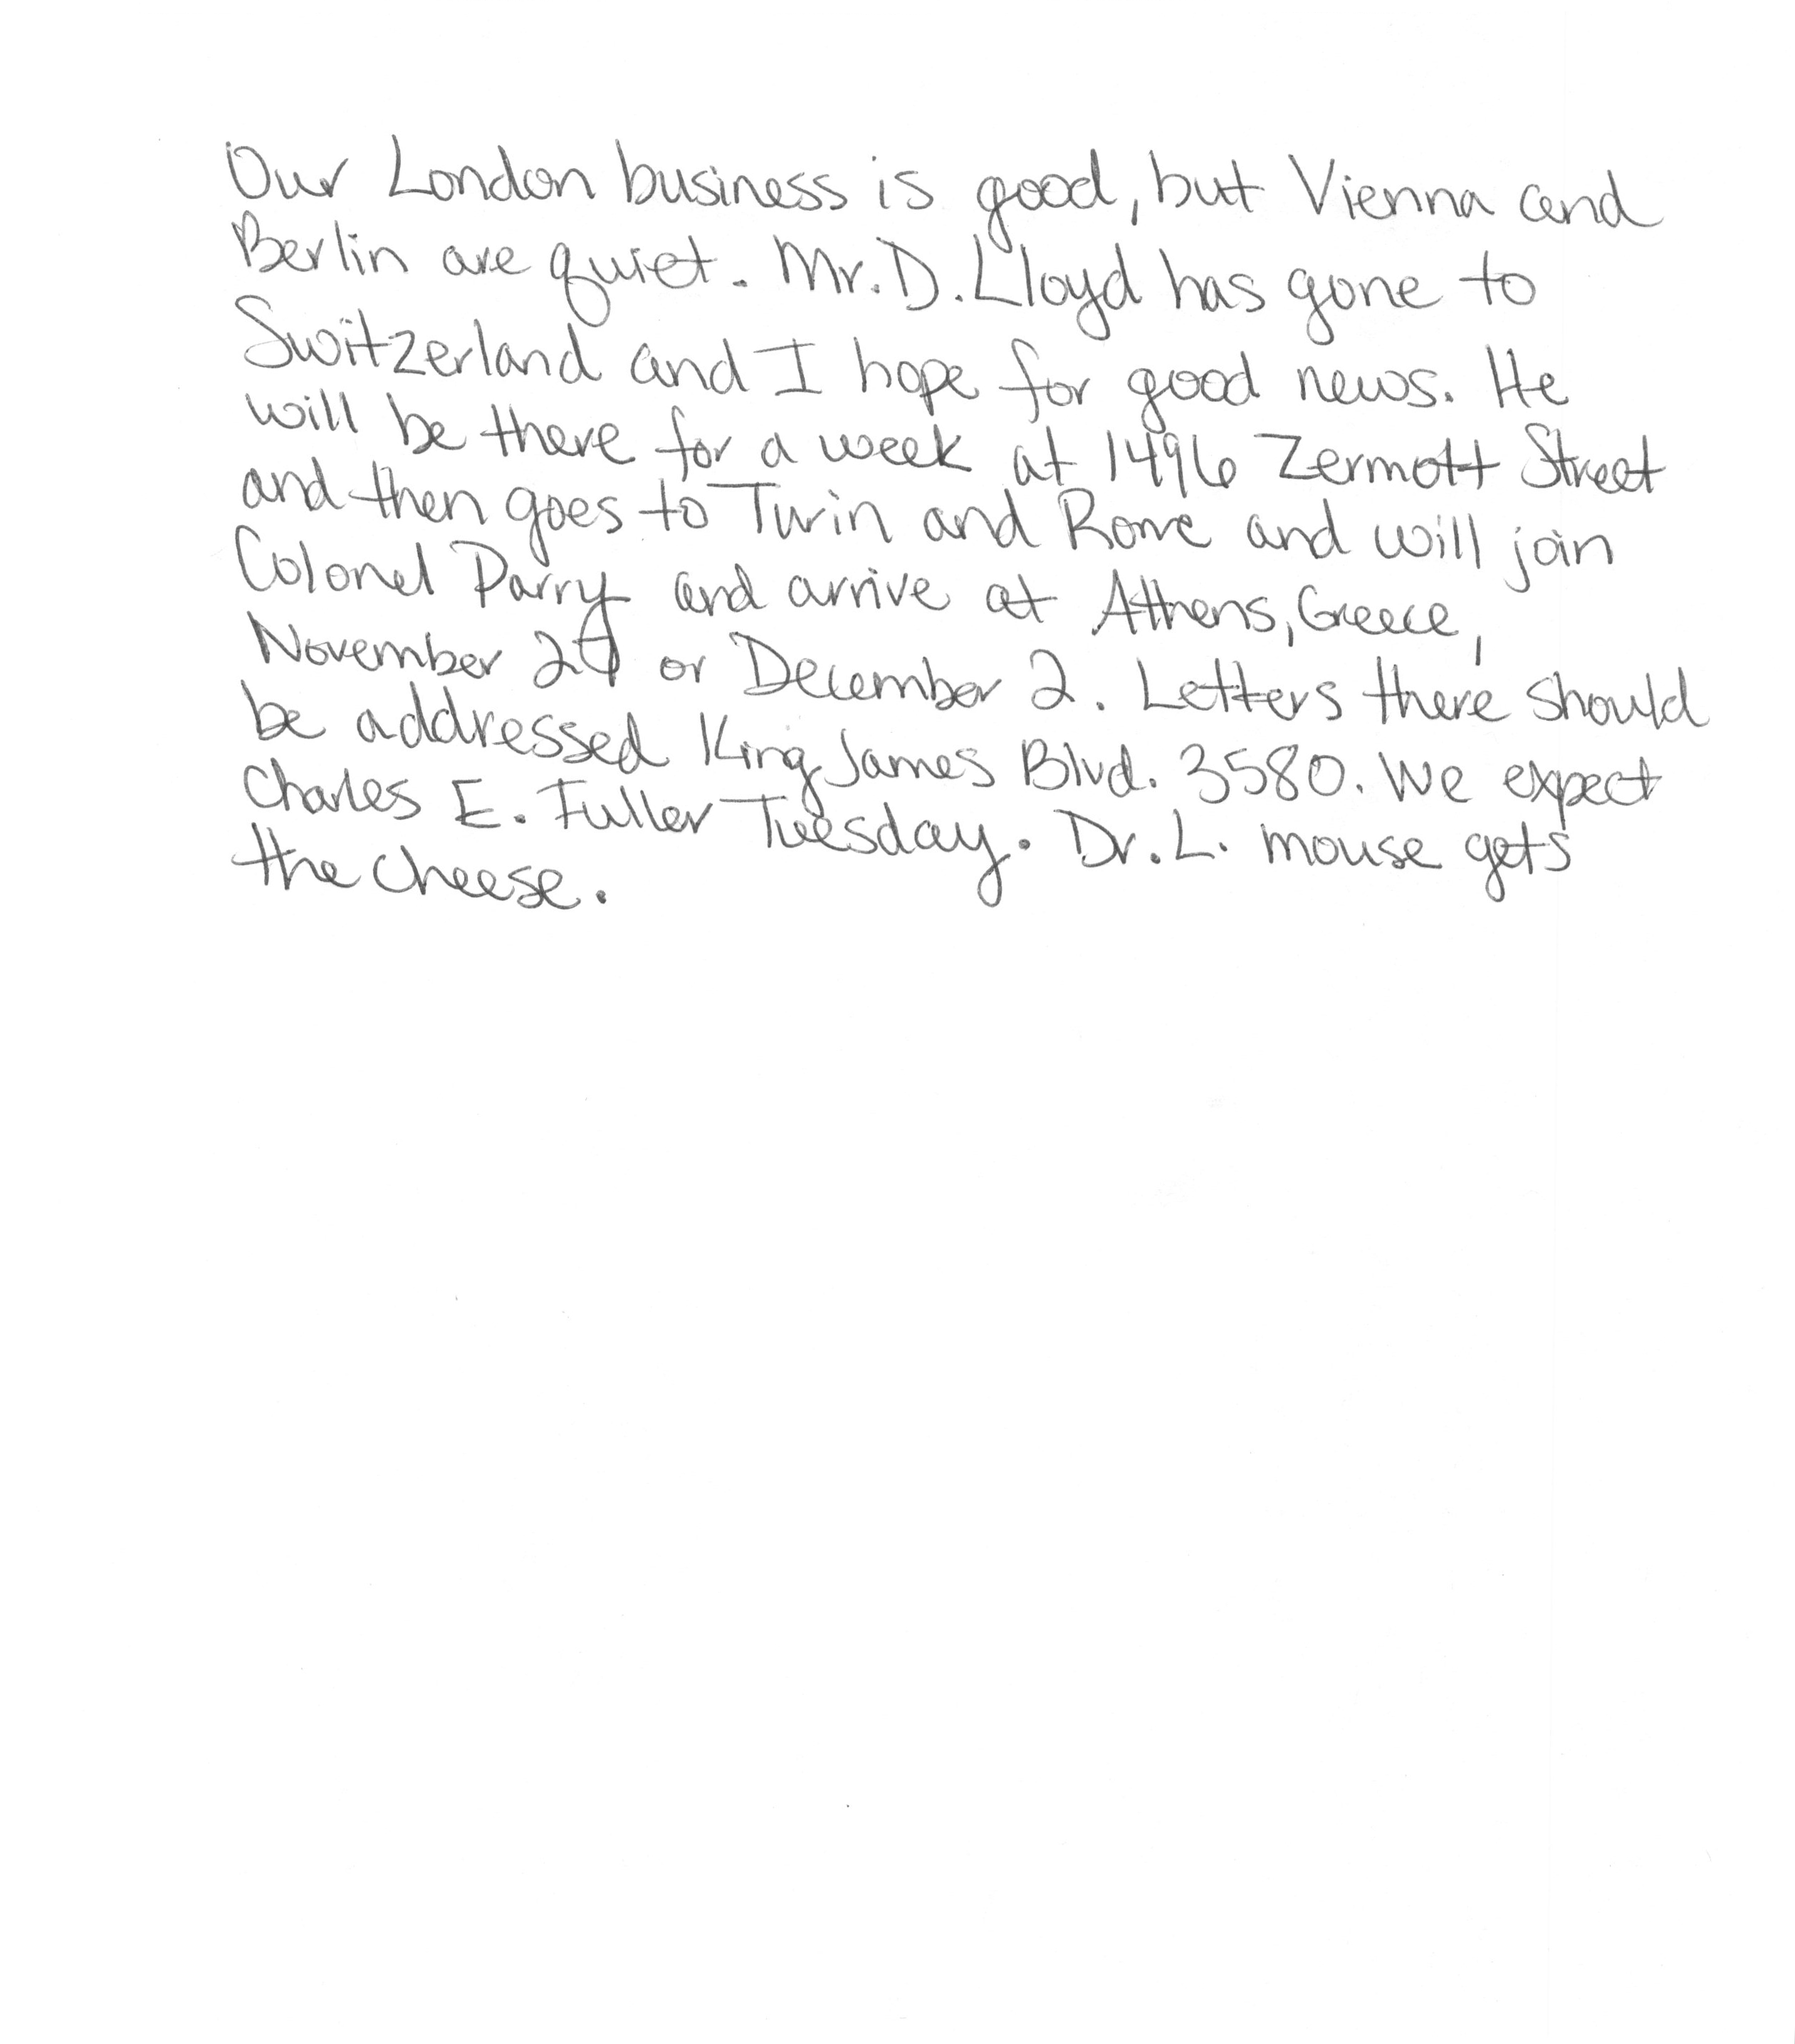 Our London business is good, but Vienna and
Berlin are quiet. Mr. D. Lloyd has gone to
Switzerland and I hope for good news. He
will be there for a week at 1496 Zermott Street
and then goes to Turin and Rome and will join
Colonel Parry and arrive at Athens, Greece,
November or December 2. Letters there should
be addressed King James Blvd. 3580. We expect
Charles E. Fuller Tuesday. Dr. L. mouse gets
the cheese.